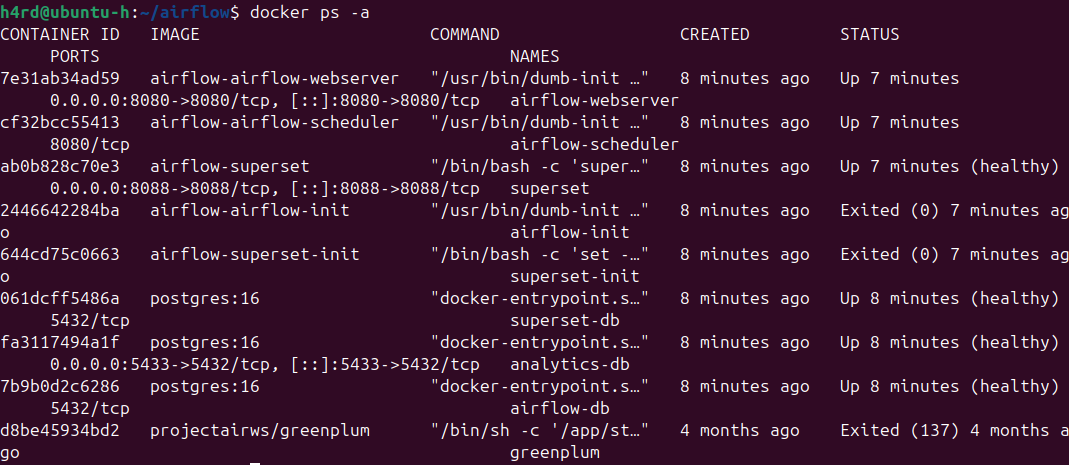 h4rd@ubuntu-h:~/airflow$ docker ps -a
CONTAINER ID   IMAGE                       COMMAND                  CREATED         STATUS
     PORTS                                         NAMES
7e31ab34ad59   airflow-airflow-webserver   "/usr/bin/dumb-init …"   8 minutes ago   Up 7 minutes
     0.0.0.0:8080->8080/tcp, [::]:8080->8080/tcp   airflow-webserver
cf32bcc55413   airflow-airflow-scheduler   "/usr/bin/dumb-init …"   8 minutes ago   Up 7 minutes
     8080/tcp                                      airflow-scheduler
ab0b828c70e3   airflow-superset            "/bin/bash -c 'super…"   8 minutes ago   Up 7 minutes (healthy)
     0.0.0.0:8088->8088/tcp, [::]:8088->8088/tcp   superset
2446642284ba   airflow-airflow-init        "/usr/bin/dumb-init …"   8 minutes ago   Exited (0) 7 minutes ag
o                                                  airflow-init
644cd75c0663   airflow-superset-init       "/bin/bash -c 'set -…"   8 minutes ago   Exited (0) 7 minutes ag
o                                                  superset-init
061dcff5486a   postgres:16                 "docker-entrypoint.s…"   8 minutes ago   Up 8 minutes (healthy)
     5432/tcp                                      superset-db
fa3117494a1f   postgres:16                 "docker-entrypoint.s…"   8 minutes ago   Up 8 minutes (healthy)
     0.0.0.0:5433->5432/tcp, [::]:5433->5432/tcp   analytics-db
7b9b0d2c6286   postgres:16                 "docker-entrypoint.s…"   8 minutes ago   Up 8 minutes (healthy)
     5432/tcp                                      airflow-db
d8be45934bd2   projectairws/greenplum      "/bin/sh -c '/app/st…"   4 months ago    Exited (137) 4 months a
go                                                 greenplum